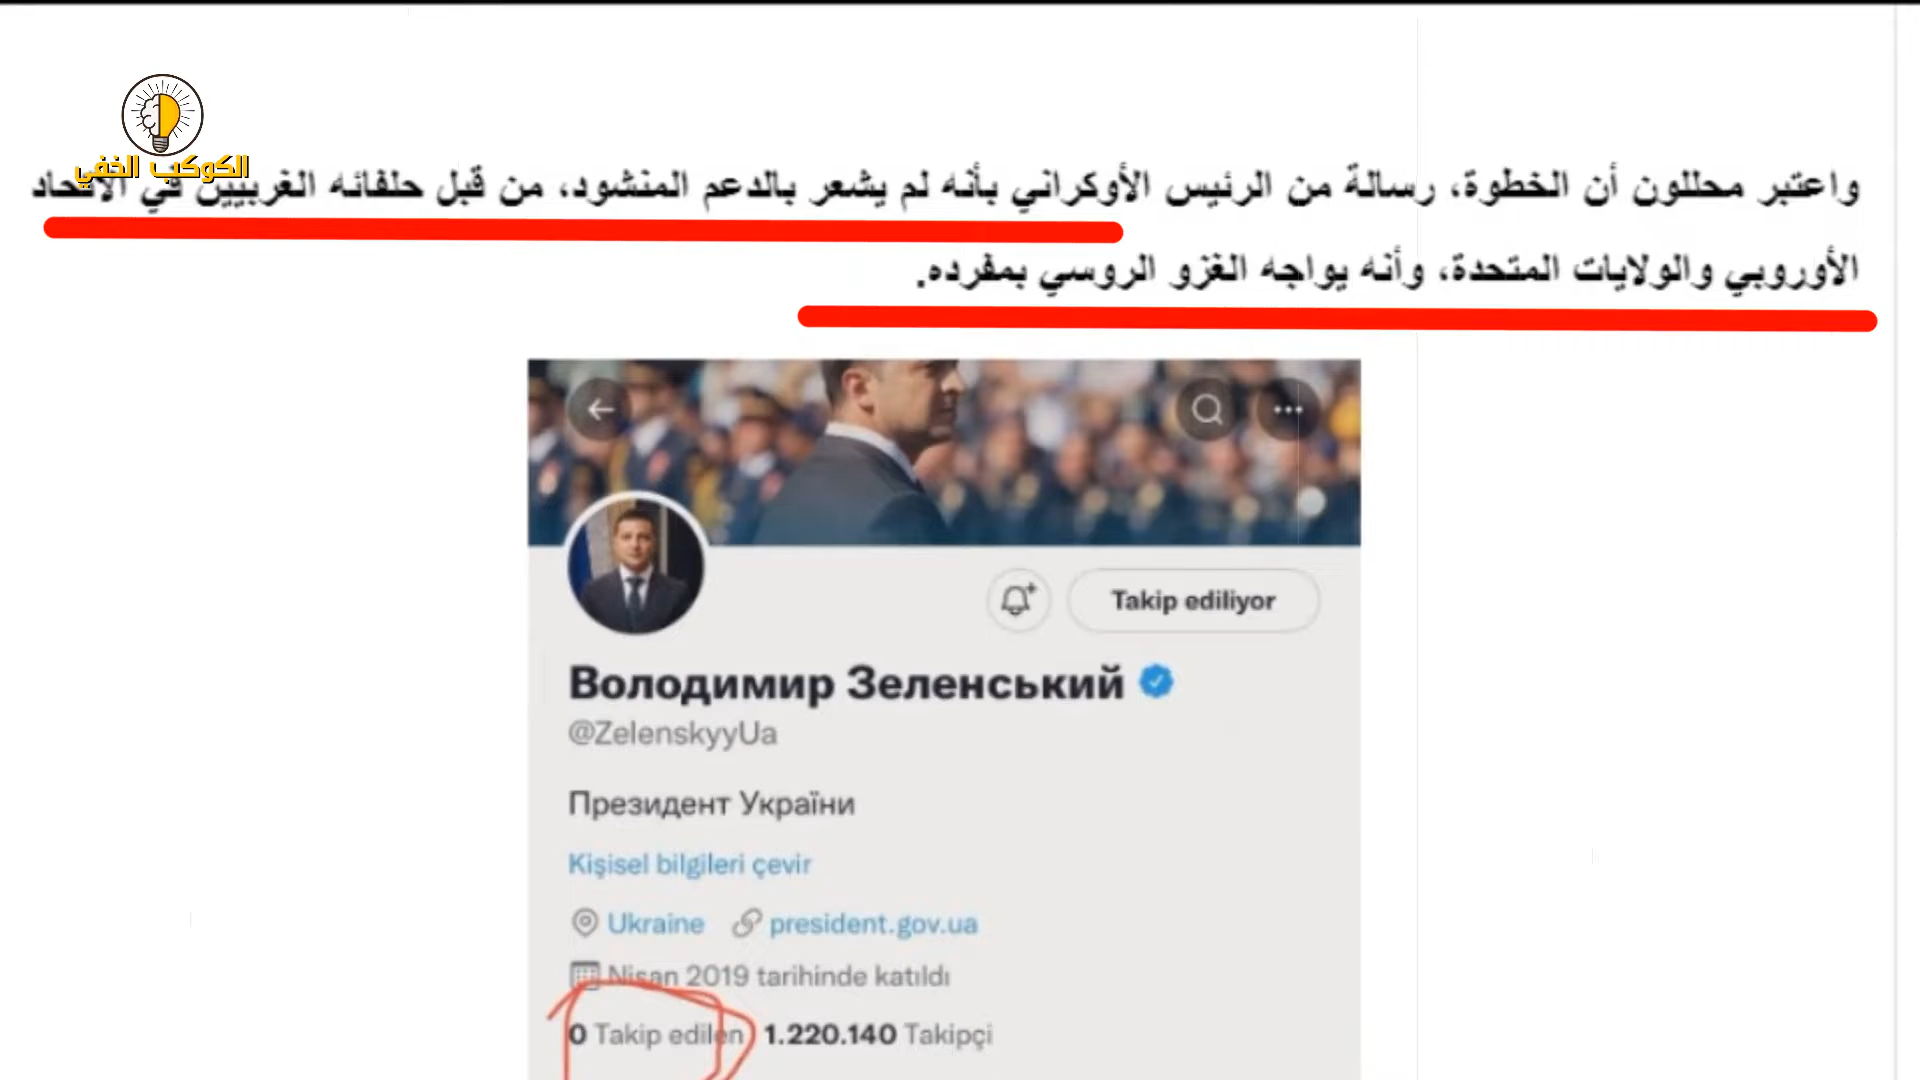 الكوكب الخفي
واعتبر محللون أن الخطوة، رسالة من الرئيس الأوكراني بأنه لم يشعر بالدعم المنشود، من قبل حلفائه الغربيين في الاتحاد
الأوروبي والولايات المتحدة، وأنه يواجه الغزو الروسي بمفرده.
Takip ediliyor
Володимир Зеленський
@ZelenskyyUa
Президент України
Kişisel bilgileri çevir
Ukraine president.gov.ua
Nisan 2019 tarihinde katıldı
0 Takip edilen 1.220.140 Takipçi